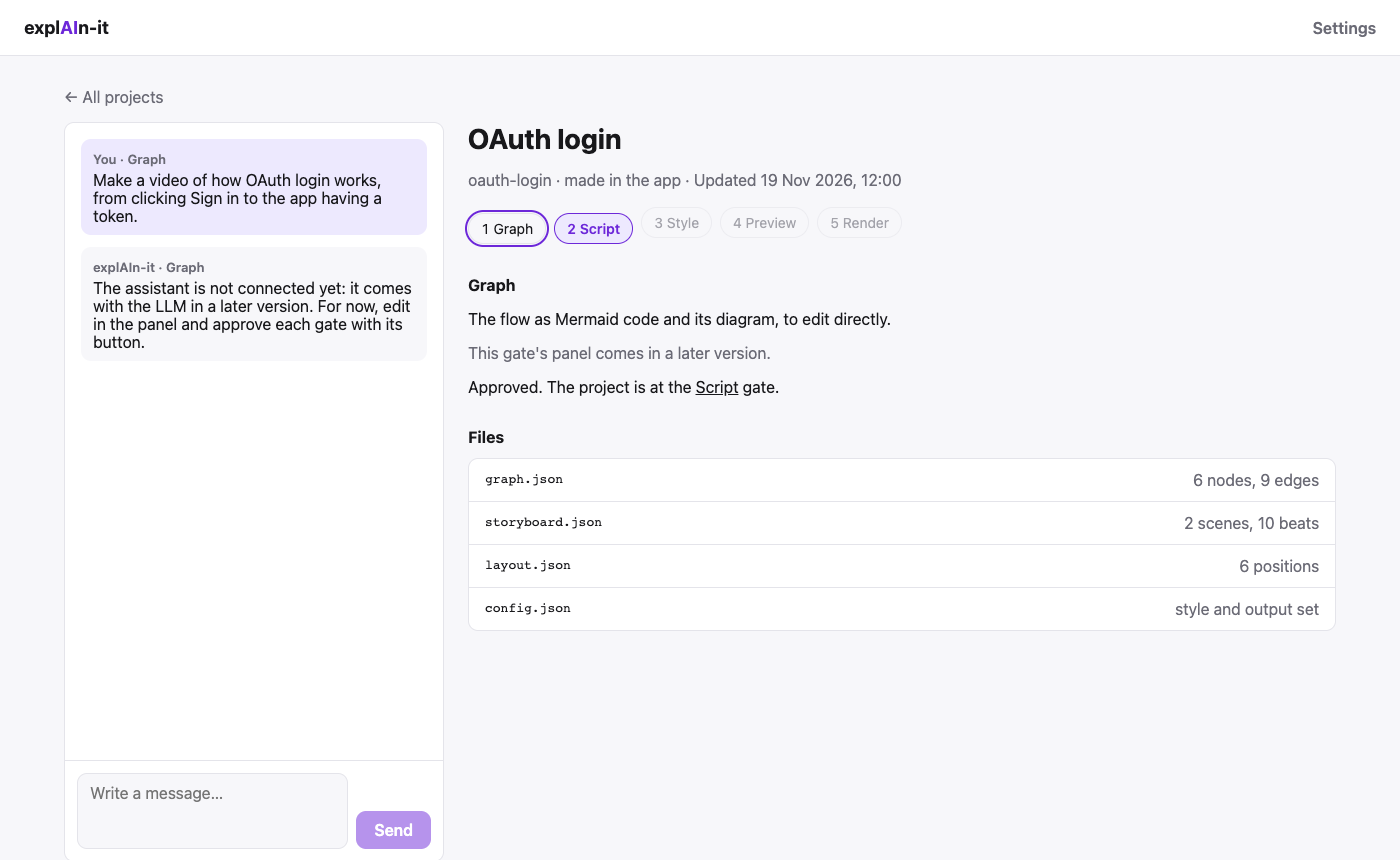 explAIn-it
Settings
← All projects
You · Graph
Make a video of how OAuth login works,
from clicking Sign in to the app having a
token.
explAIn-it · Graph
The assistant is not connected yet: it comes
with the LLM in a later version. For now, edit
in the panel and approve each gate with its
button.
Write a message...
Send
OAuth login
oauth-login · made in the app · Updated 19 Nov 2026, 12:00
1 Graph
2 Script
3 Style
4 Preview
5 Render
Graph
The flow as Mermaid code and its diagram, to edit directly.
This gate's panel comes in a later version.
Approved. The project is at the Script gate.
Files
graph.json
6 nodes, 9 edges
storyboard.json
2 scenes, 10 beats
layout.json
6 positions
config.json
style and output set